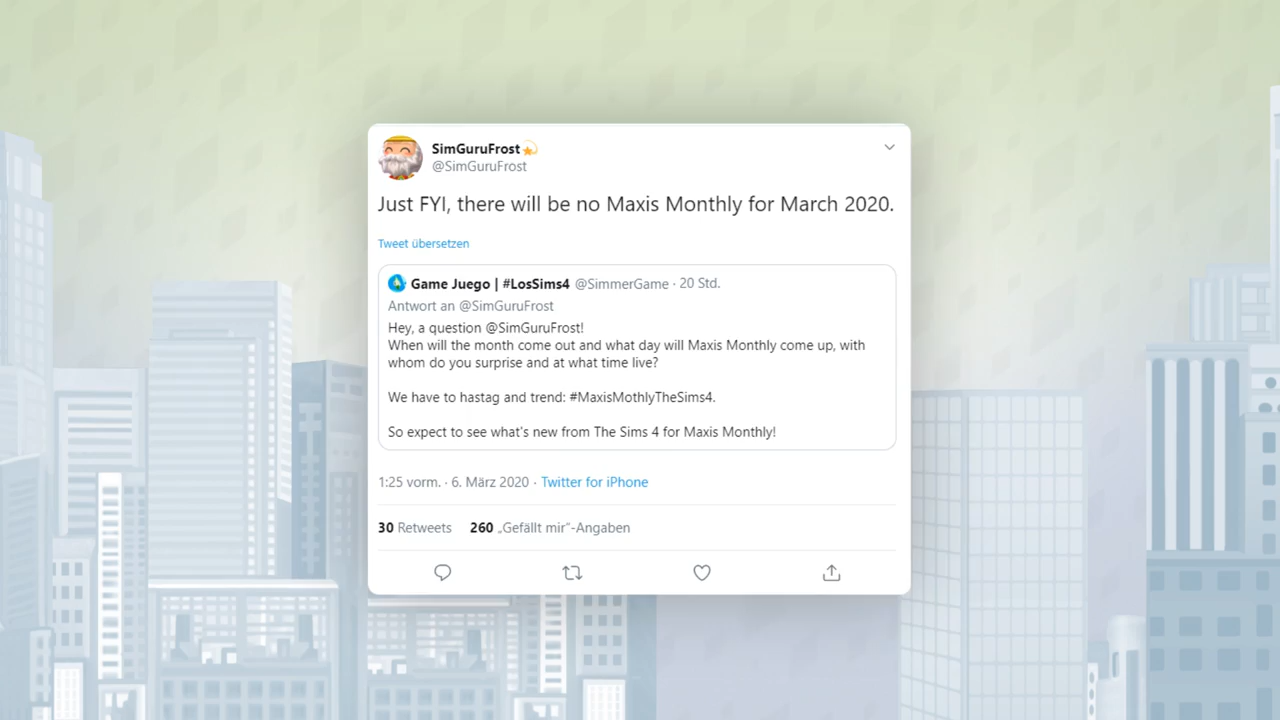 SimGuruFrost💫
@SimGuruFrost
Just FYI, there will be no Maxis Monthly for March 2020.
Tweet übersetzen
Game Juego | #LosSims4 @SimmerGame · 20 Std.
Antwort an @SimGuruFrost
Hey, a question @SimGuruFrost!
When will the month come out and what day will Maxis Monthly come up, with
whom do you surprise and at what time live?
We have to hastag and trend: #MaxisMothlyTheSims4.
So expect to see what's new from The Sims 4 for Maxis Monthly!
1:25 vorm. · 6. März 2020 · Twitter for iPhone
30 Retweets 260 „Gefällt mir“-Angaben